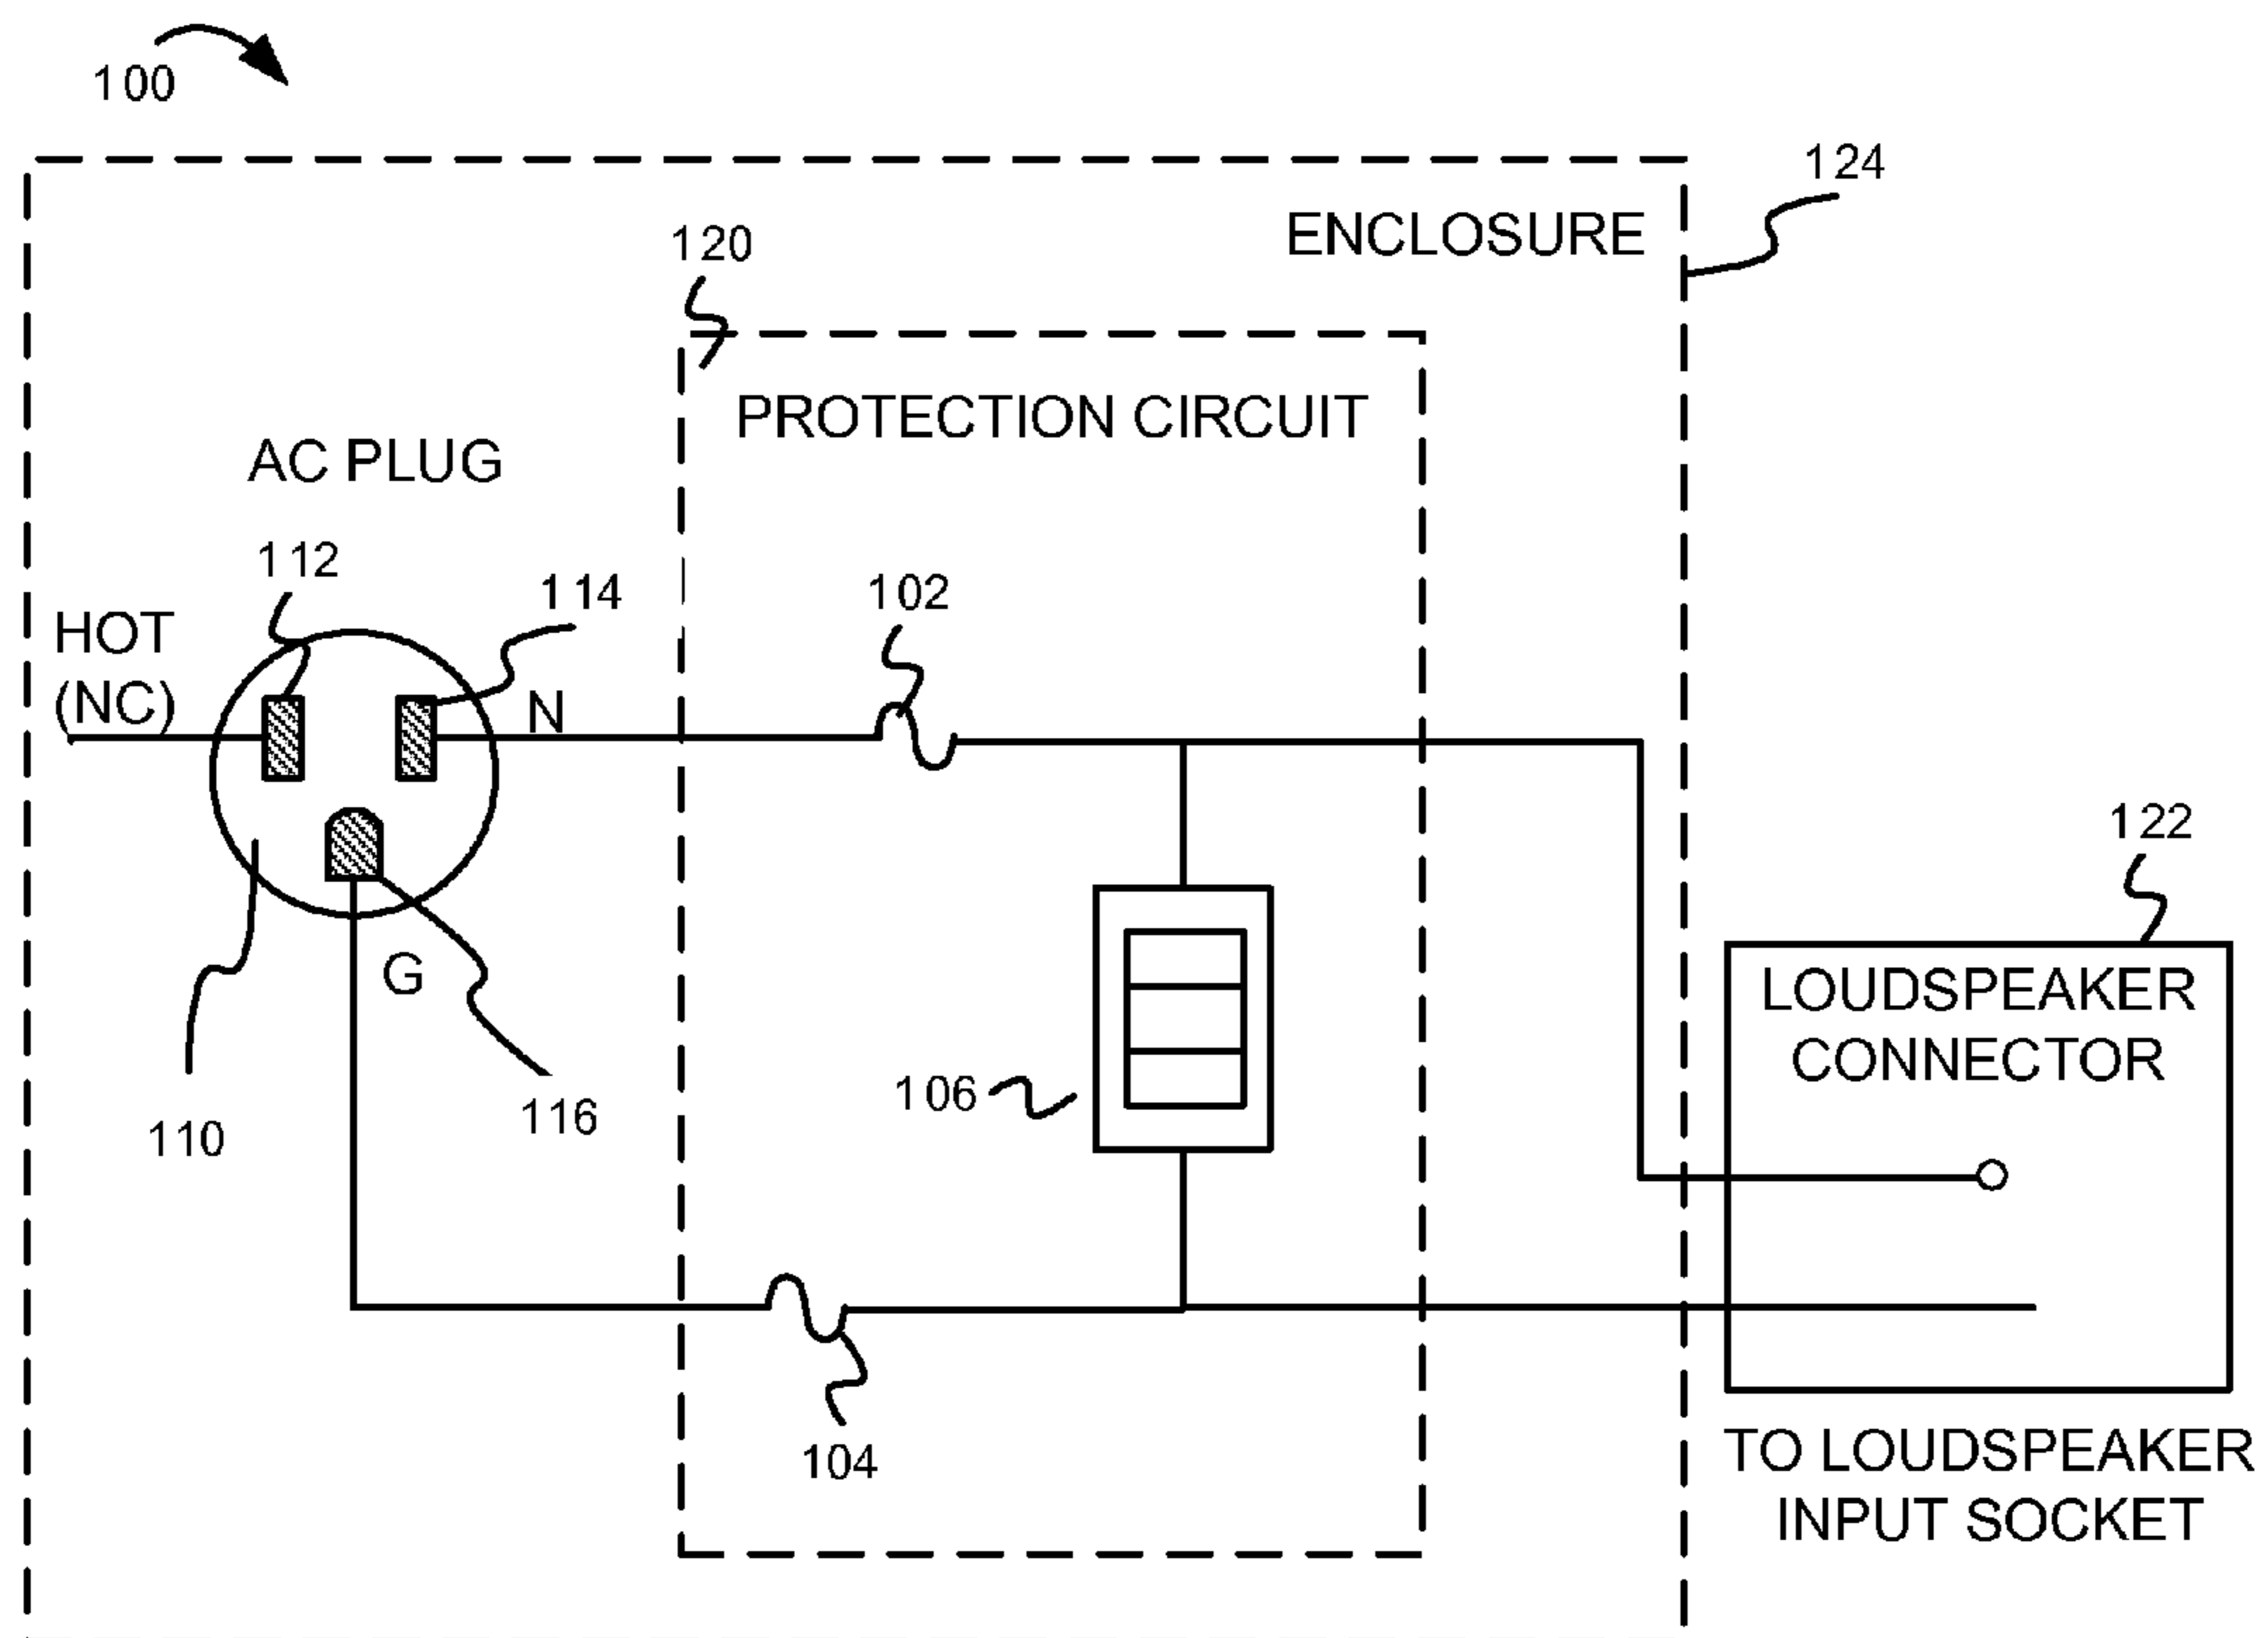 100
124
ENCLOSURE
120
PROTECTION CIRCUIT
AC PLUG
112
114
102
HOT
(NC)
N
122
G
LOUDSPEAKER
CONNECTOR
106
116
110
104
TO LOUDSPEAKER
INPUT SOCKET